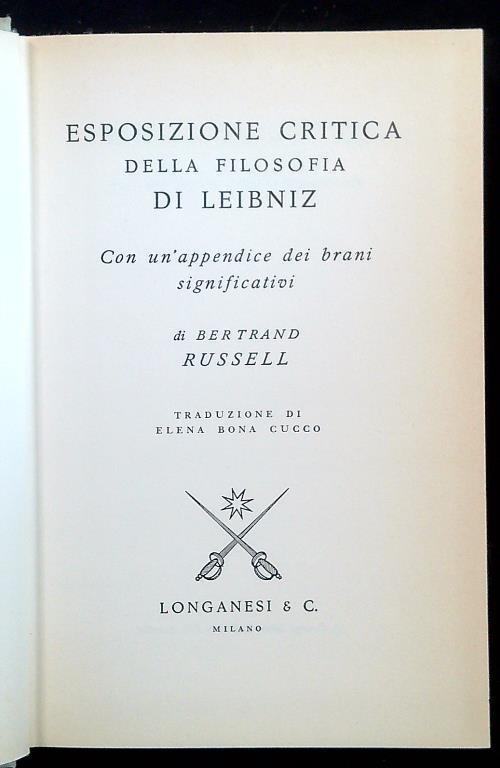 ESPOSIZIONE CRITICA
DELLA FILOSOFIA
DI LEIBNIZ
Con un'appendice dei brani
significativi
di BERTRAND
RUSSELL
TRADUZIONE DI
ELENA BONA CUCCO
LONGANESI & C.
MILANO